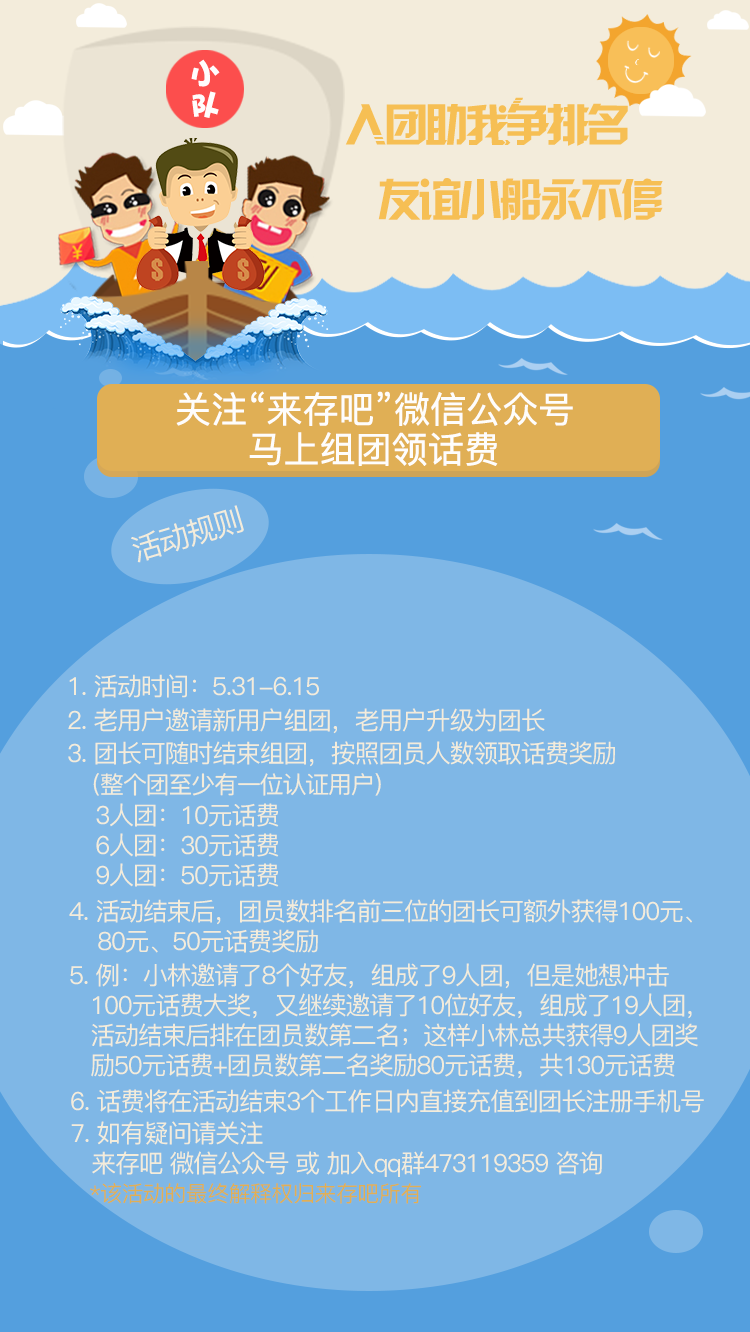 小
队
入团助我争排名
友谊小船永不停
¥
$ $
关注“来存吧”微信公众号
马上组团领话费
活动规则
1. 活动时间：5.31-6.15
2. 老用户邀请新用户组团，老用户升级为团长
3. 团长可随时结束组团，按照团员人数领取话费奖励
(整个团至少有一位认证用户)
3人团：10元话费
6人团：30元话费
9人团：50元话费
4. 活动结束后，团员数排名前三位的团长可额外获得100元、
80元、50元话费奖励
5. 例：小林邀请了8个好友，组成了9人团，但是她想冲击
100元话费大奖，又继续邀请了10位好友，组成了19人团，
活动结束后排在团员数第二名；这样小林总共获得9人团奖
励50元话费+团员数第二名奖励80元话费，共130元话费
6. 话费将在活动结束3个工作日内直接充值到团长注册手机号
7. 如有疑问请关注
来存吧 微信公众号 或 加入qq群473119359 咨询
*该活动的最终解释权归来存吧所有